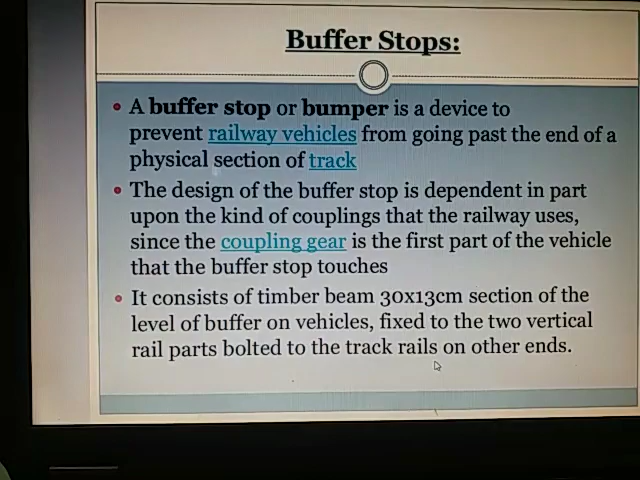 Buffer Stops:
• A buffer stop or bumper is a device to
prevent railway vehicles from going past the end of a
physical section of track
• The design of the buffer stop is dependent in part
upon the kind of couplings that the railway uses,
since the coupling gear is the first part of the vehicle
that the buffer stop touches
• It consists of timber beam 30x13cm section of the
level of buffer on vehicles, fixed to the two vertical
rail parts bolted to the track rails on other ends.